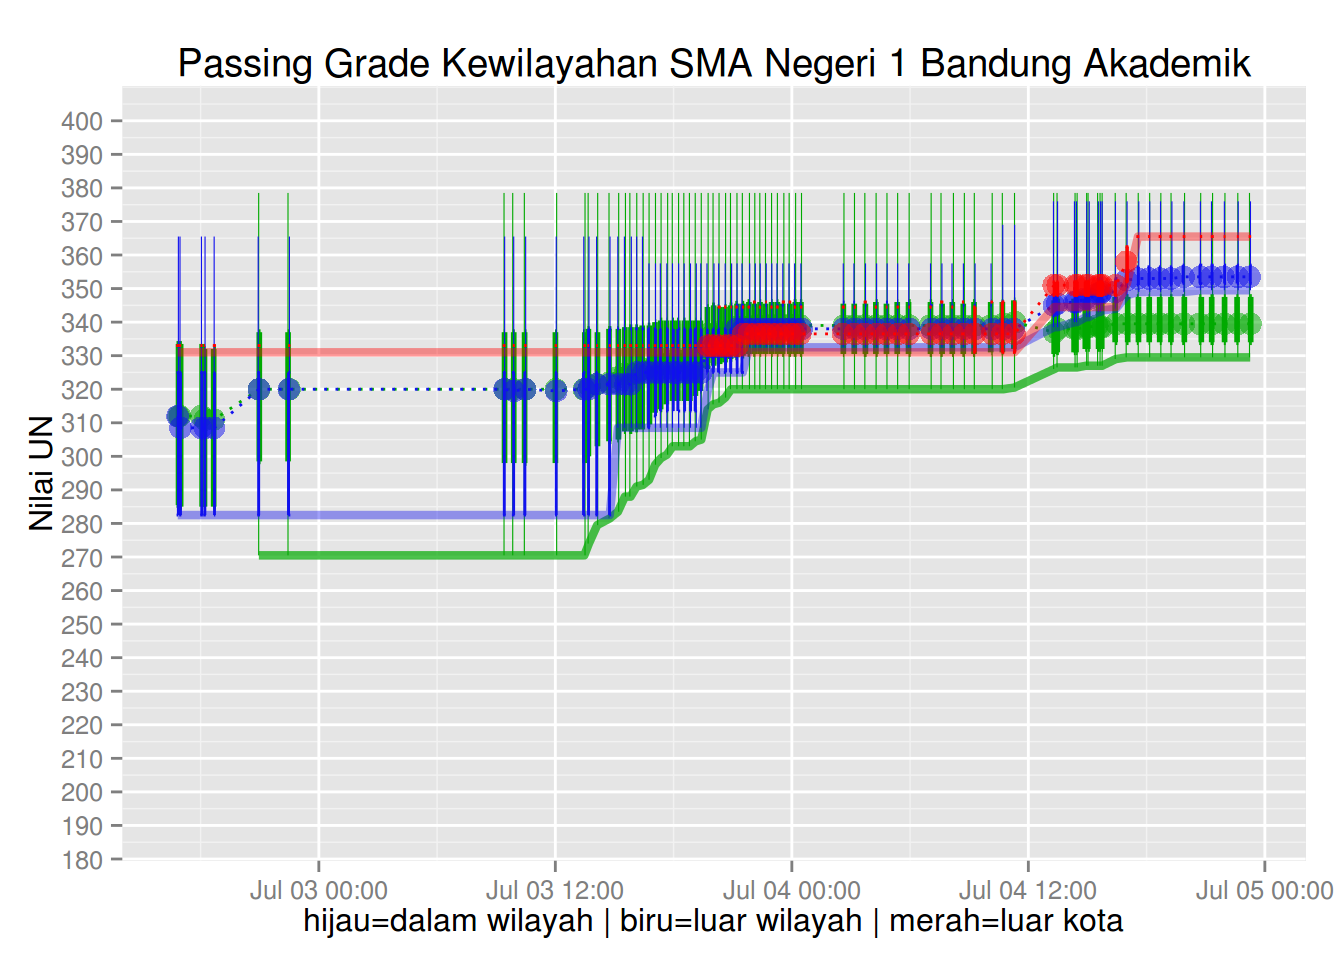 Passing Grade Kewilayahan SMA Negeri 1 Bandung Akademik
Nilai UN
400
390
380
370
360
350
340
330
320
310
300
290
280
270
260
250
240
230
220
210
200
190
180
Jul 03 00:00
Jul 03 12:00
Jul 04 00:00
Jul 04 12:00
Jul 05 00:00
hijau=dalam wilayah | biru=luar wilayah | merah=luar kota